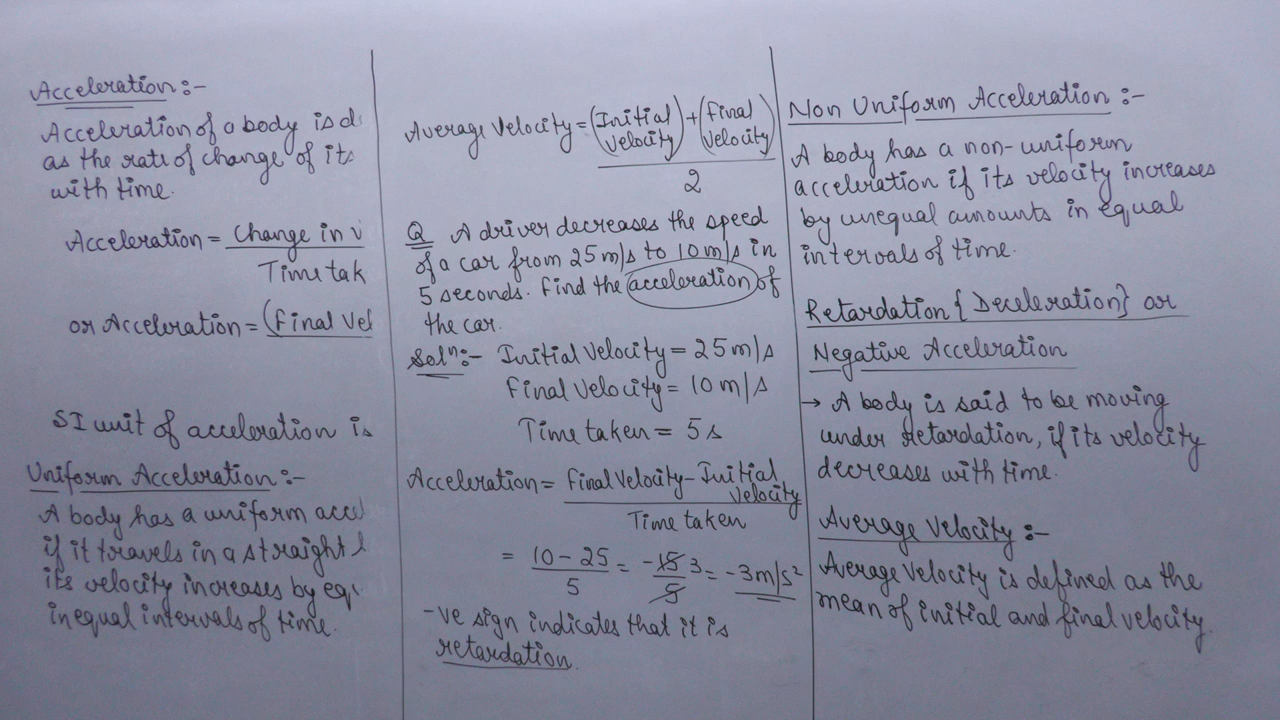 Acceleration :-
Acceleration of a body is d
as the rate of change of its
with time.
Acceleration = Change in v
Time tak
or Acceleration = (Final Vel
SI unit of acceleration is
Uniform Acceleration :-
A body has a uniform acce
if it travels in a straight l
its velocity increases by equ
in equal intervals of time.
Average Velocity = (Initial Velocity) + (Final Velocity)
2
Q A driver decreases the speed
of a car from 25 m/s to 10 m/s in
5 seconds. Find the acceleration of
the car.
Solⁿ :- Initial Velocity = 25 m/s
Final Velocity = 10 m/s
Time taken = 5 s
Acceleration = Final Velocity - Initial Velocity
Time taken
= 10 - 25 / 5 = -15 3 / 5 = -3 m/s²
-ve sign indicates that it is
retardation.
Non Uniform Acceleration :-
A body has a non-uniform
acceleration if its velocity increases
by unequal amounts in equal
intervals of time.
Retardation {Deceleration} or
Negative Acceleration
→ A body is said to be moving
under retardation, if its velocity
decreases with time.
Average Velocity :-
Average Velocity is defined as the
mean of initial and final velocity.